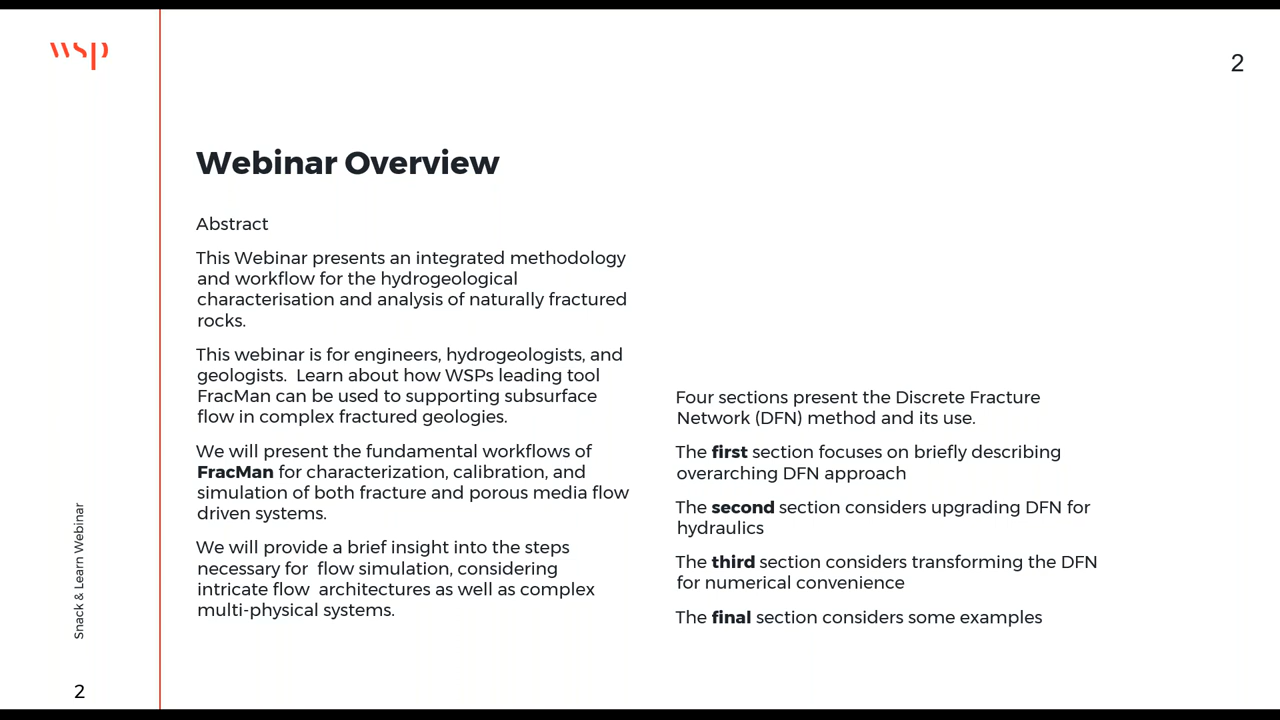 wsp
2
Webinar Overview
Abstract
This Webinar presents an integrated methodology
and workflow for the hydrogeological
characterisation and analysis of naturally fractured
rocks.
This webinar is for engineers, hydrogeologists, and
geologists.  Learn about how WSPs leading tool
FracMan can be used to supporting subsurface
flow in complex fractured geologies.
We will present the fundamental workflows of
FracMan for characterization, calibration, and
simulation of both fracture and porous media flow
driven systems.
We will provide a brief insight into the steps
necessary for  flow simulation, considering
intricate flow  architectures as well as complex
multi-physical systems.
Four sections present the Discrete Fracture
Network (DFN) method and its use.
The first section focuses on briefly describing
overarching DFN approach
The second section considers upgrading DFN for
hydraulics
The third section considers transforming the DFN
for numerical convenience
The final section considers some examples
Snack & Learn Webinar
2